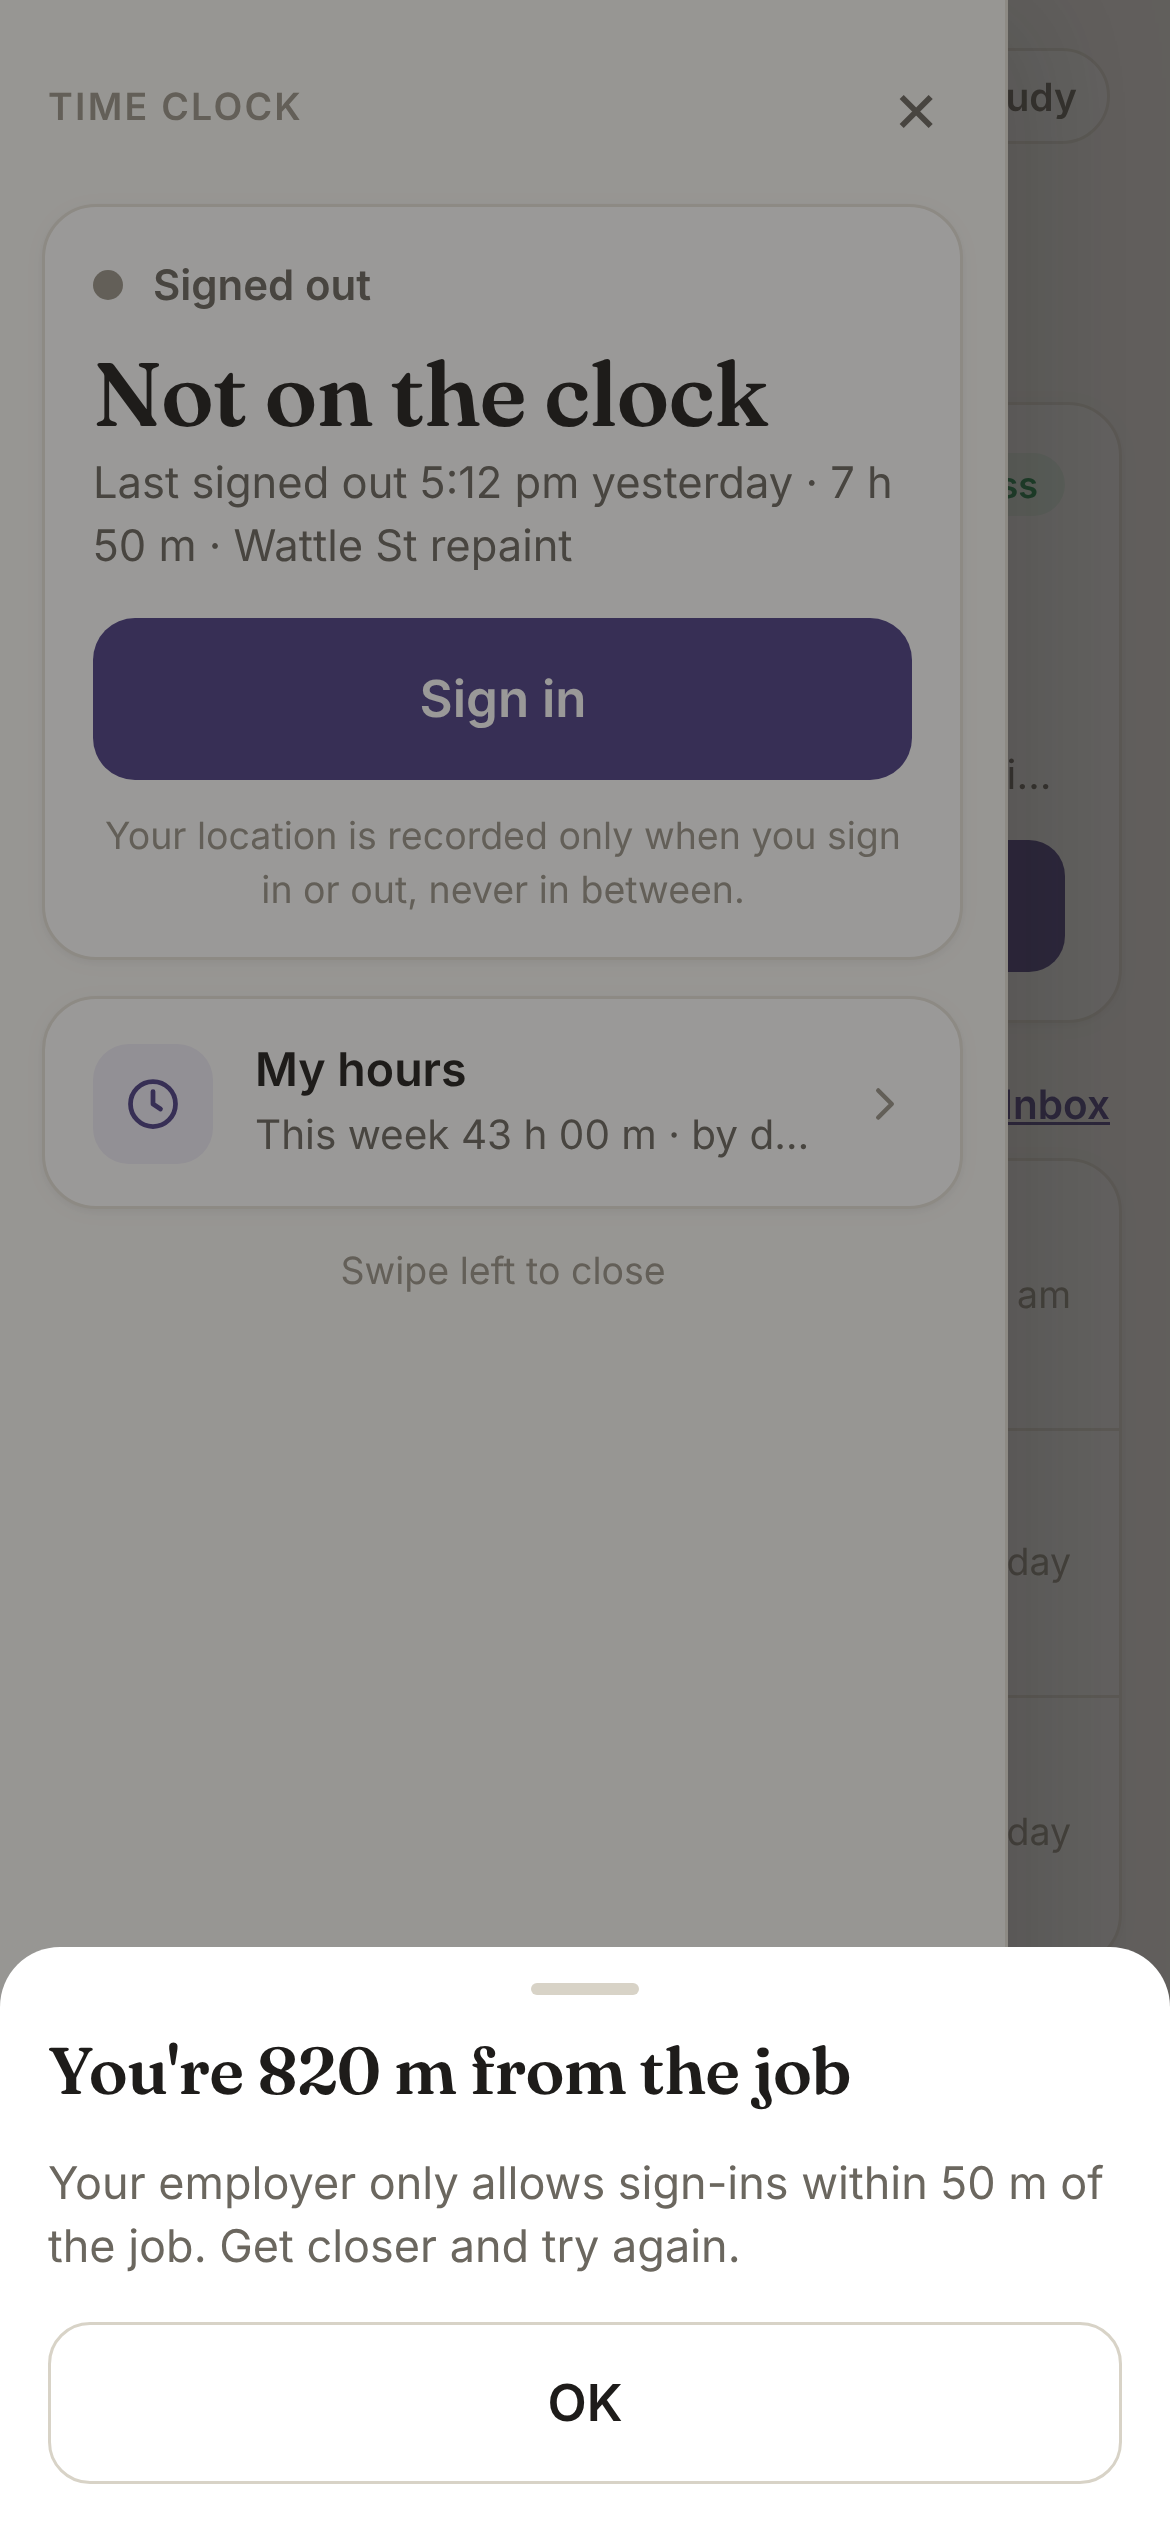 TIME CLOCK
Signed out
Not on the clock
Last signed out 5:12 pm yesterday · 7 h
50 m · Wattle St repaint
Sign in
Your location is recorded only when you sign
in or out, never in between.
My hours
This week 43 h 00 m · by d...
Swipe left to close
udy
ss
i...
Inbox
am
day
day
You're 820 m from the job
Your employer only allows sign-ins within 50 m of
the job. Get closer and try again.
OK